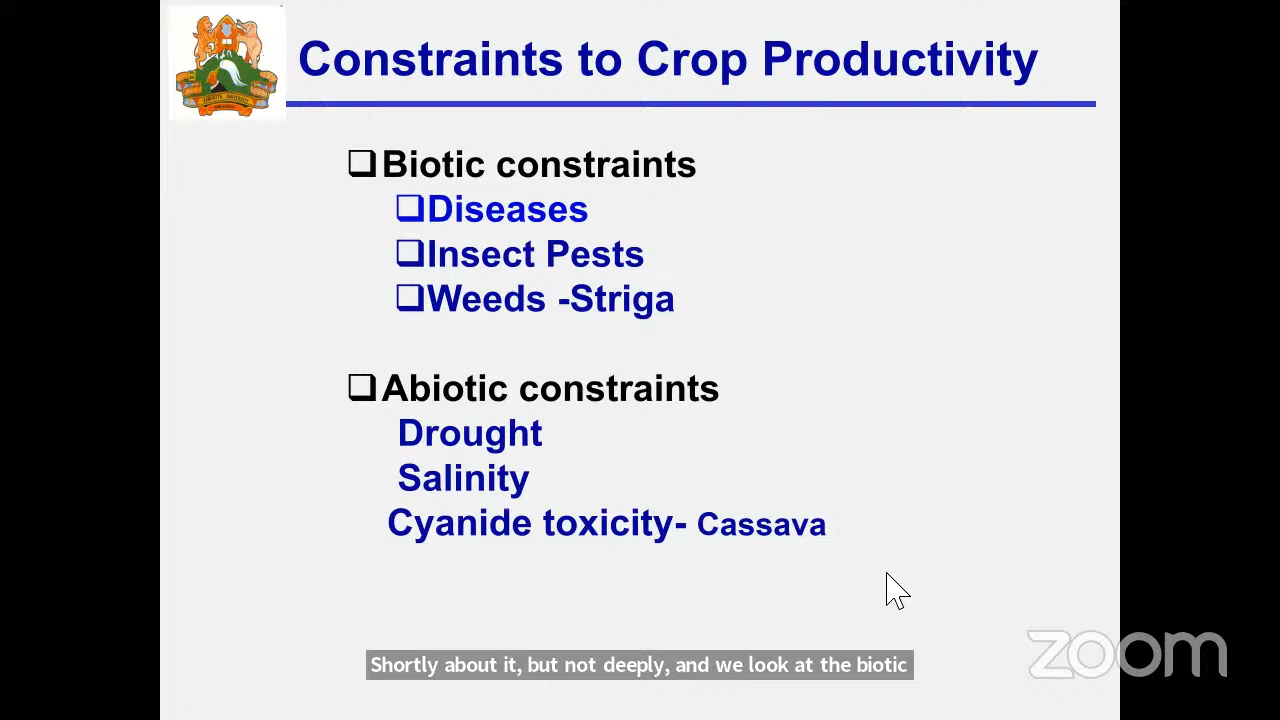 Constraints to Crop Productivity
Biotic constraints
Diseases
Insect Pests
Weeds -Striga
Abiotic constraints
Drought
Salinity
Cyanide toxicity- Cassava
Shortly about it, but not deeply, and we look at the biotic
zoom